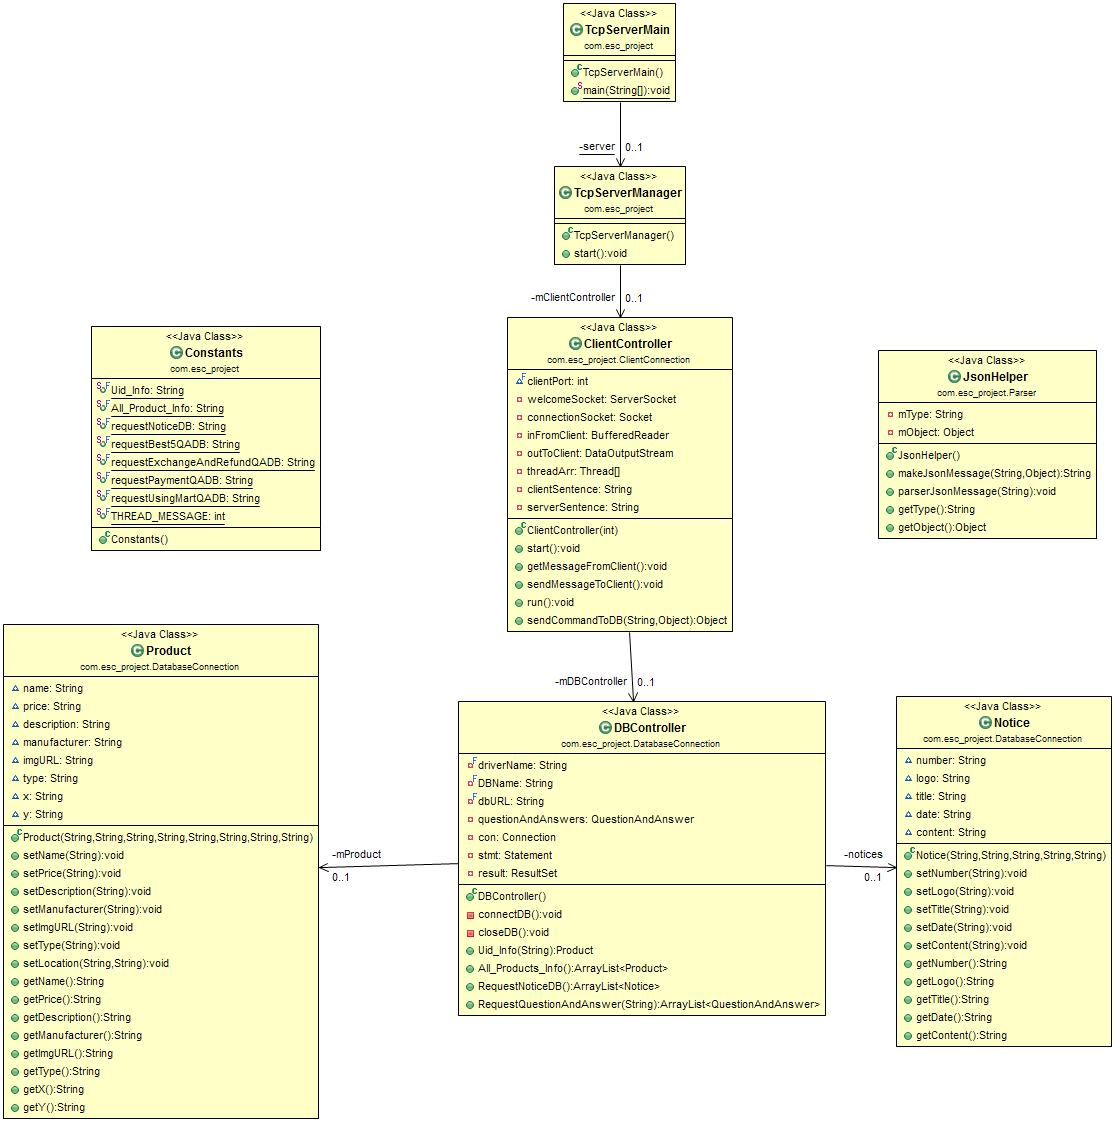 <<Java Class>>
TcpServerMain
com.esc_project
TcpServerMain()
main(String[]):void
-server
0..1
<<Java Class>>
TcpServerManager
com.esc_project
TcpServerManager()
start():void
-mClientController
0..1
<<Java Class>>
Constants
com.esc_project
Uid_Info: String
All_Product_Info: String
requestNoticeDB: String
requestBest5QADB: String
requestExchangeAndRefundQADB: String
requestPaymentQADB: String
requestUsingMartQADB: String
THREAD_MESSAGE: int
Constants()
<<Java Class>>
ClientController
com.esc_project.ClientConnection
clientPort: int
welcomeSocket: ServerSocket
connectionSocket: Socket
inFromClient: BufferedReader
outToClient: DataOutputStream
threadArr: Thread[]
clientSentence: String
serverSentence: String
ClientController(int)
start():void
getMessageFromClient():void
sendMessageToClient():void
run():void
sendCommandToDB(String,Object):Object
<<Java Class>>
JsonHelper
com.esc_project.Parser
mType: String
mObject: Object
JsonHelper()
makeJsonMessage(String,Object):String
parserJsonMessage(String):void
getType():String
getObject():Object
-mDBController
0..1
<<Java Class>>
Product
com.esc_project.DatabaseConnection
name: String
price: String
description: String
manufacturer: String
imgURL: String
type: String
x: String
y: String
Product(String,String,String,String,String,String,String,String)
setName(String):void
setPrice(String):void
setDescription(String):void
setManufacturer(String):void
setImgURL(String):void
setType(String):void
setLocation(String,String):void
getName():String
getPrice():String
getDescription():String
getManufacturer():String
getImgURL():String
getType():String
getX():String
getY():String
-mProduct
0..1
<<Java Class>>
DBController
com.esc_project.DatabaseConnection
driverName: String
DBName: String
dbURL: String
questionAndAnswers: QuestionAndAnswer
con: Connection
stmt: Statement
result: ResultSet
DBController()
connectDB():void
closeDB():void
Uid_Info(String):Product
All_Products_Info():ArrayList<Product>
RequestNoticeDB():ArrayList<Notice>
RequestQuestionAndAnswer(String):ArrayList<QuestionAndAnswer>
-notices
0..1
<<Java Class>>
Notice
com.esc_project.DatabaseConnection
number: String
logo: String
title: String
date: String
content: String
Notice(String,String,String,String,String)
setNumber(String):void
setLogo(String):void
setTitle(String):void
setDate(String):void
setContent(String):void
getNumber():String
getLogo():String
getTitle():String
getDate():String
getContent():String